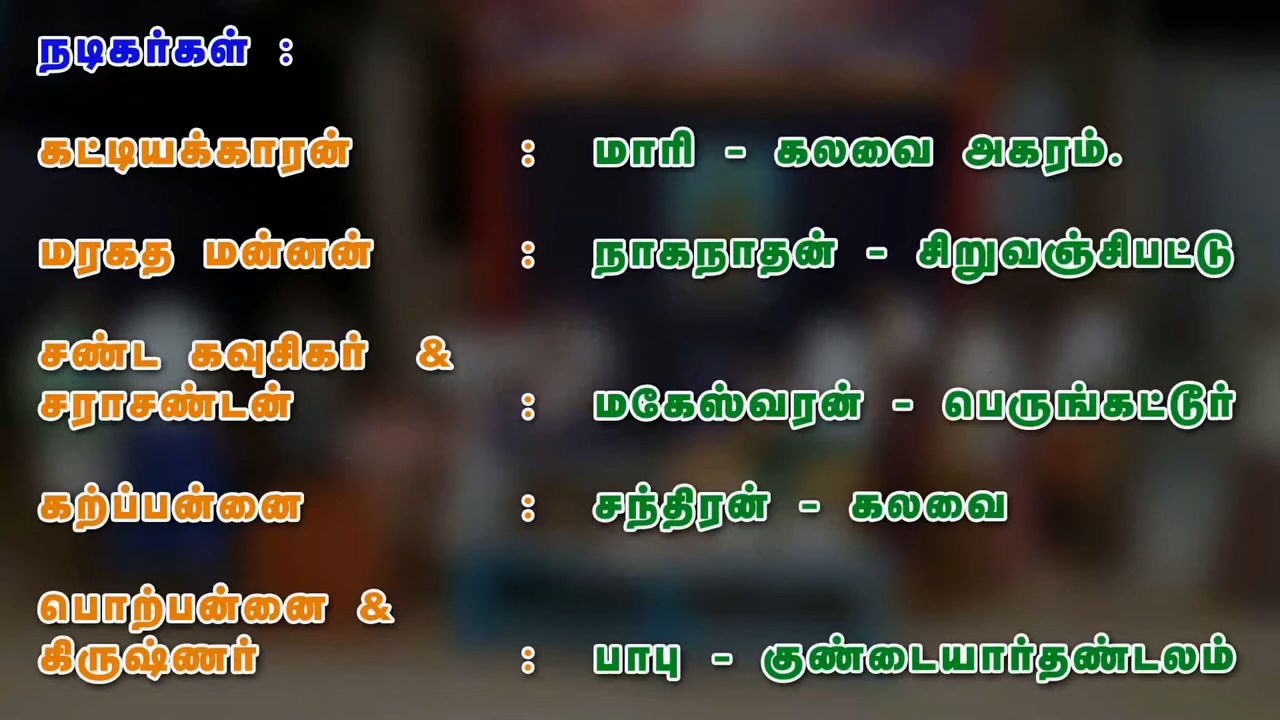 நடிகர்கள் :
கட்டியக்காரன் : மாரி - கலவை அகரம்.
மரகத மன்னன் : நாகநாதன் - சிறுவஞ்சிபட்டு
சண்ட கவுசிகர் &
சராசண்டன் : மகேஸ்வரன் - பெருங்கட்டூர்
கற்ப்பன்னை : சந்திரன் - கலவை
பொற்பன்னை &
கிருஷ்ணர் : பாபு - குண்டையார்தண்டலம்